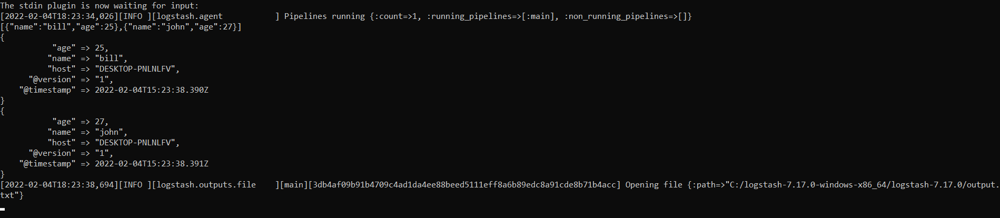 The stdin plugin is now waiting for input:
[2022-02-04T18:23:34,026][INFO ][logstash.agent           ] Pipelines running {:count=>1, :running_pipelines=>[:main], :non_running_pipelines=>[]}
[{"name":"bill","age":25},{"name":"john","age":27}]
{
           "age" => 25,
          "name" => "bill",
          "host" => "DESKTOP-PNLNLFV",
      "@version" => "1",
    "@timestamp" => 2022-02-04T15:23:38.390Z
}
{
           "age" => 27,
          "name" => "john",
          "host" => "DESKTOP-PNLNLFV",
      "@version" => "1",
    "@timestamp" => 2022-02-04T15:23:38.391Z
}
[2022-02-04T18:23:38,694][INFO ][logstash.outputs.file    ][main][3db4af09b91b4709c4ad1da4ee88beed5111eff8a6b89edc8a91cde8b71b4acc] Opening file {:path=>"C:/logstash-7.17.0-windows-x86_64/logstash-7.17.0/output.
txt"}